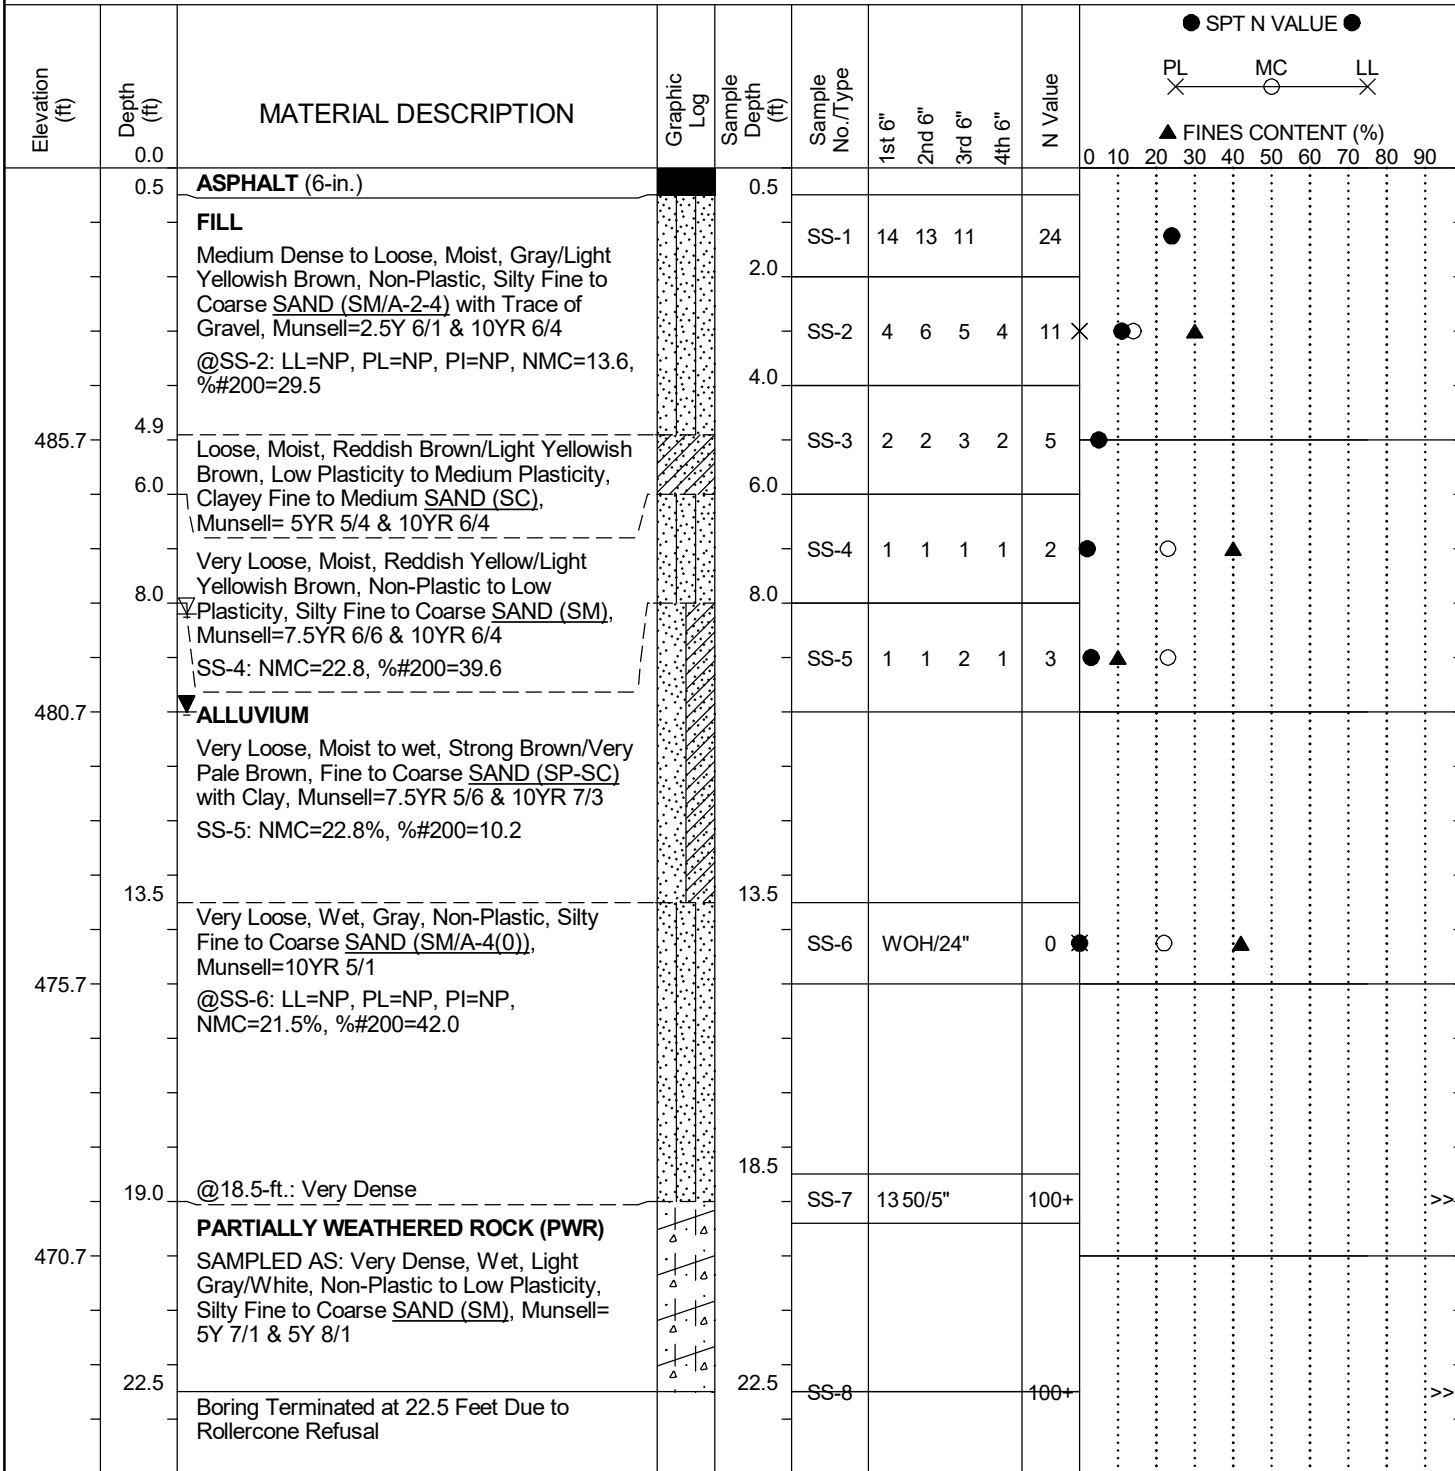 ● SPT N VALUE ●
PL MC LL
▲ FINES CONTENT (%)
Elevation (ft)
Depth (ft)
0.0
MATERIAL DESCRIPTION
Graphic Log
Sample Depth (ft)
Sample No./Type
1st 6"
2nd 6"
3rd 6"
4th 6"
N Value
0 10 20 30 40 50 60 70 80 90
0.5
ASPHALT (6-in.)
0.5
FILL
Medium Dense to Loose, Moist, Gray/Light
Yellowish Brown, Non-Plastic, Silty Fine to
Coarse SAND (SM/A-2-4) with Trace of
Gravel, Munsell=2.5Y 6/1 & 10YR 6/4
@SS-2: LL=NP, PL=NP, PI=NP, NMC=13.6,
%#200=29.5
SS-1 14 13 11 24
2.0
SS-2 4 6 5 4 11
4.0
4.9
485.7
Loose, Moist, Reddish Brown/Light Yellowish
Brown, Low Plasticity to Medium Plasticity,
Clayey Fine to Medium SAND (SC),
Munsell= 5YR 5/4 & 10YR 6/4
SS-3 2 2 3 2 5
6.0
6.0
Very Loose, Moist, Reddish Yellow/Light
Yellowish Brown, Non-Plastic to Low
Plasticity, Silty Fine to Coarse SAND (SM),
Munsell=7.5YR 6/6 & 10YR 6/4
SS-4: NMC=22.8, %#200=39.6
SS-4 1 1 1 1 2
8.0
8.0
SS-5 1 1 2 1 3
480.7
ALLUVIUM
Very Loose, Moist to wet, Strong Brown/Very
Pale Brown, Fine to Coarse SAND (SP-SC)
with Clay, Munsell=7.5YR 5/6 & 10YR 7/3
SS-5: NMC=22.8%, %#200=10.2
13.5
13.5
Very Loose, Wet, Gray, Non-Plastic, Silty
Fine to Coarse SAND (SM/A-4(0)),
Munsell=10YR 5/1
@SS-6: LL=NP, PL=NP, PI=NP,
NMC=21.5%, %#200=42.0
SS-6 WOH/24" 0
475.7
18.5
19.0
@18.5-ft.: Very Dense
SS-7 13 50/5" 100+ >>
PARTIALLY WEATHERED ROCK (PWR)
470.7
SAMPLED AS: Very Dense, Wet, Light
Gray/White, Non-Plastic to Low Plasticity,
Silty Fine to Coarse SAND (SM), Munsell=
5Y 7/1 & 5Y 8/1
22.5
22.5
SS-8 100+ >>
Boring Terminated at 22.5 Feet Due to
Rollercone Refusal